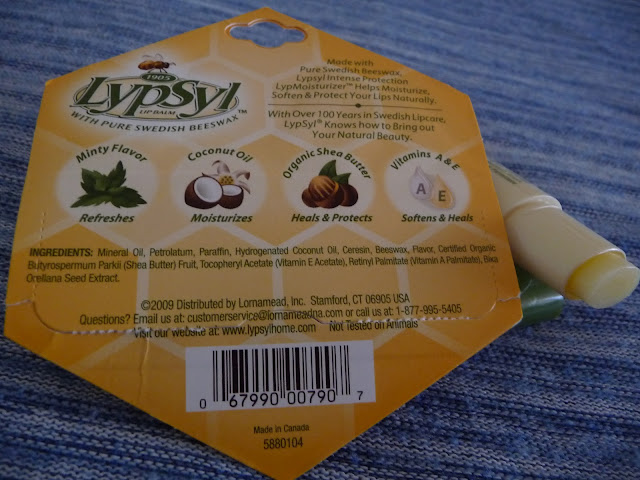 1905
LypSyl™
LIP BALM
WITH PURE SWEDISH BEESWAX
Made with
Pure Swedish Beeswax,
Lypsyl Intense Protection
LypMoisturizer™ Helps Moisturize,
Soften & Protect Your Lips Naturally.
With Over 100 Years in Swedish Lipcare,
LypSyl® Knows how to Bring out
Your Natural Beauty.
Minty Flavor
Refreshes
Coconut Oil
Moisturizes
Organic Shea Butter
Heals & Protects
Vitamins A & E
A E
Softens & Heals
INGREDIENTS: Mineral Oil, Petrolatum, Paraffin, Hydrogenated Coconut Oil, Ceresin, Beeswax, Flavor, Certified Organic
Butyrospermum Parkii (Shea Butter) Fruit, Tocopheryl Acetate (Vitamin E Acetate), Retinyl Palmitate (Vitamin A Palmitate), Bixa
Orellana Seed Extract.
©2009 Distributed by Lornamead, Inc. Stamford, CT 06905 USA
Questions? Email us at: customerservice@lornameadna.com or call us at: 1-877-995-5405
Visit our website at: www.lypsylhome.com Not Tested on Animals
0 67990 00790 7
Made in Canada
5880104